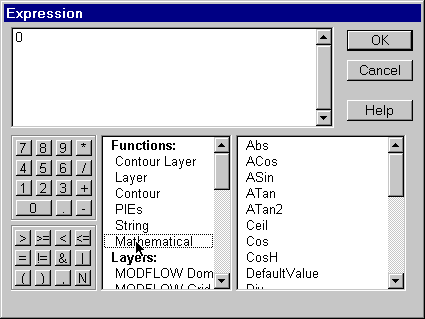 Expression
0
OK
Cancel
Help
7 8 9 *
4 5 6 /
1 2 3 +
0 . -
> >= < <=
= != & |
( ) , N
Functions:
Contour Layer
Layer
Contour
PIEs
String
Mathematical
Layers:
MODFLOW Dom
MODFLOW Grid
Abs
ACos
ASin
ATan
ATan2
Ceil
Cos
CosH
DefaultValue